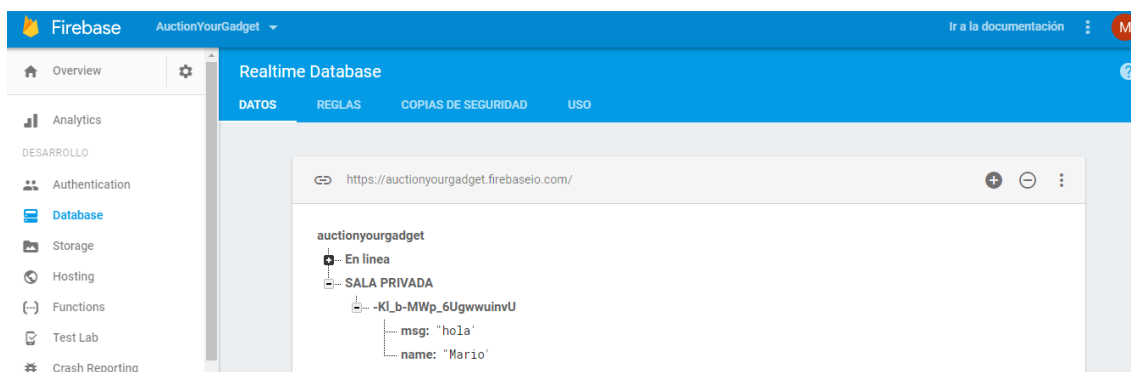 Firebase AuctionYourGadget Ir a la documentación M
Overview
Realtime Database ?
DATOS REGLAS COPIAS DE SEGURIDAD USO
Analytics
DESARROLLO
Authentication
Database
Storage
Hosting
Functions
Test Lab
Crash Reporting
https://auctionyourgadget.firebaseio.com/
auctionyourgadget
En linea
SALA PRIVADA
-Kl_b-MWp_6UgwwuinvU
msg: "hola"
name: "Mario"